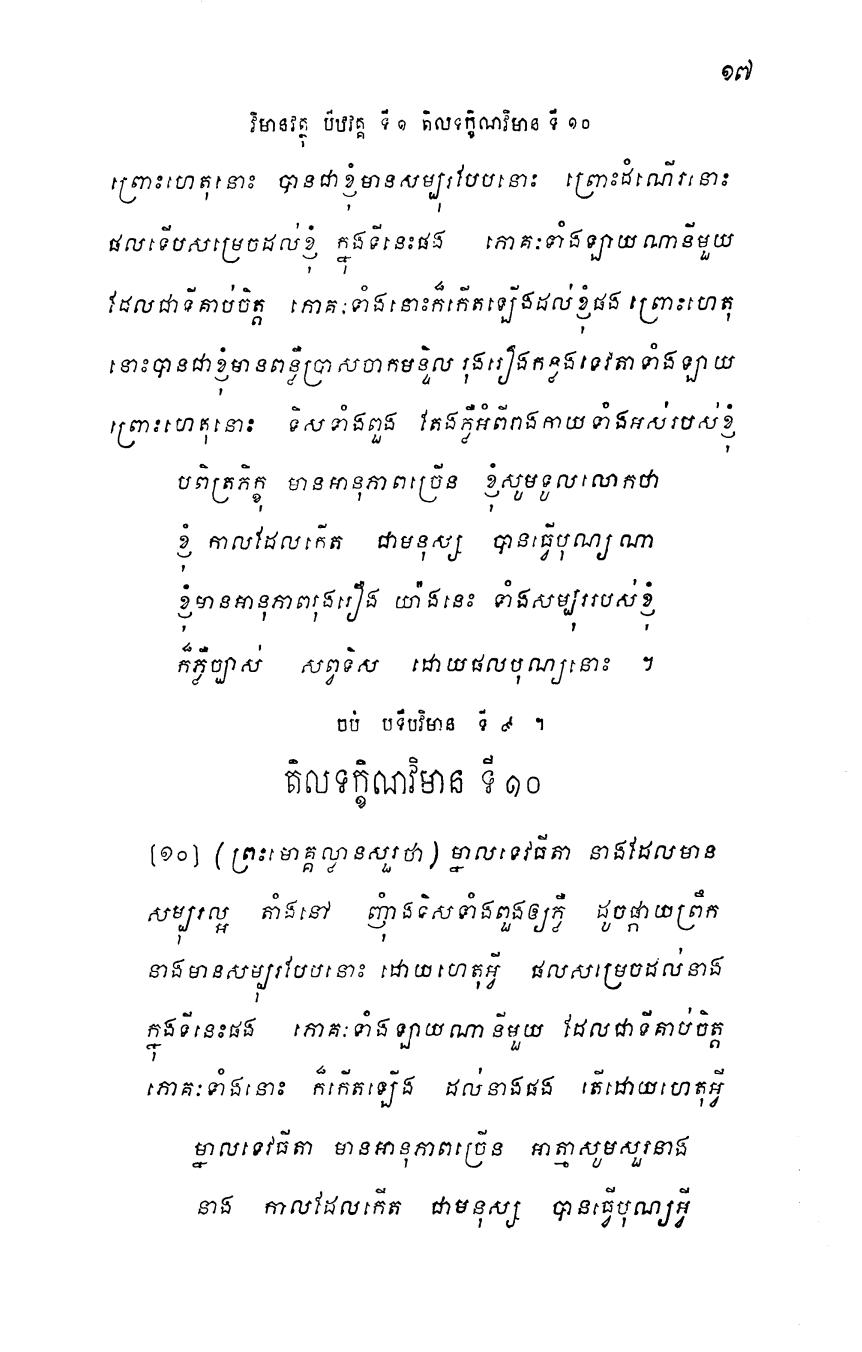 ១៧
វិមានវត្ថុ បឋវគ្គ ទី ១ តិលទក្ខិណវិមាន ទី ១០
ព្រោះហេតុនោះ បានជាខ្ញុំមានសម្បុរបែបនោះ ព្រោះដំណើរនោះ
ផលទើបសម្រេចដល់ខ្ញុំ ក្នុងទីនេះផង ភោគៈទាំងឡាយណានីមួយ
ដែលជាទីគាប់ចិត្ត ភោគៈទាំងនោះក៏កើតឡើងដល់ខ្ញុំផង ព្រោះហេតុ
នោះបានជាខ្ញុំមានពន្លឺប្រាសចាកមន្ទិល រុងរឿងកន្លងទេវតាទាំងឡាយ
ព្រោះហេតុនោះ ទិសទាំងពួង តែងភ្លឺអំពីរាងកាយទាំងអស់របស់ខ្ញុំ
បពិត្រភិក្ខុ មានអានុភាពច្រើន ខ្ញុំសូមទូលលោកថា
ខ្ញុំ កាលដែលកើត ជាមនុស្ស បានធ្វើបុណ្យណា
ខ្ញុំមានអានុភាពរុងរឿង យ៉ាងនេះ ទាំងសម្បុររបស់ខ្ញុំ
ក៏ភ្លឺច្បាស់ សព្វទិស ដោយផលបុណ្យនោះ ។
ចប់ បទីបវិមាន ទី ៩ ។
តិលទក្ខិណវិមាន ទី ១០
[១០] (ព្រះមោគ្គល្លានសួរថា) ម្នាលទេវធីតា នាងដែលមាន
សម្បុរល្អ តាំងនៅ ញុំាងទិសទាំងពួងឲ្យភ្លឺ ដូចផ្កាយព្រឹក
នាងមានសម្បុរបែបនោះ ដោយហេតុអ្វី ផលសម្រេចដល់នាង
ក្នុងទីនេះផង ភោគៈទាំងឡាយណានីមួយ ដែលជាទីគាប់ចិត្ត
ភោគៈទាំងនោះ ក៏កើតឡើង ដល់នាងផង តើដោយហេតុអ្វី
ម្នាលទេវធីតា មានអានុភាពច្រើន អាត្មាសូមសួរនាង
នាង កាលដែលកើត ជាមនុស្ស បានធ្វើបុណ្យអ្វី